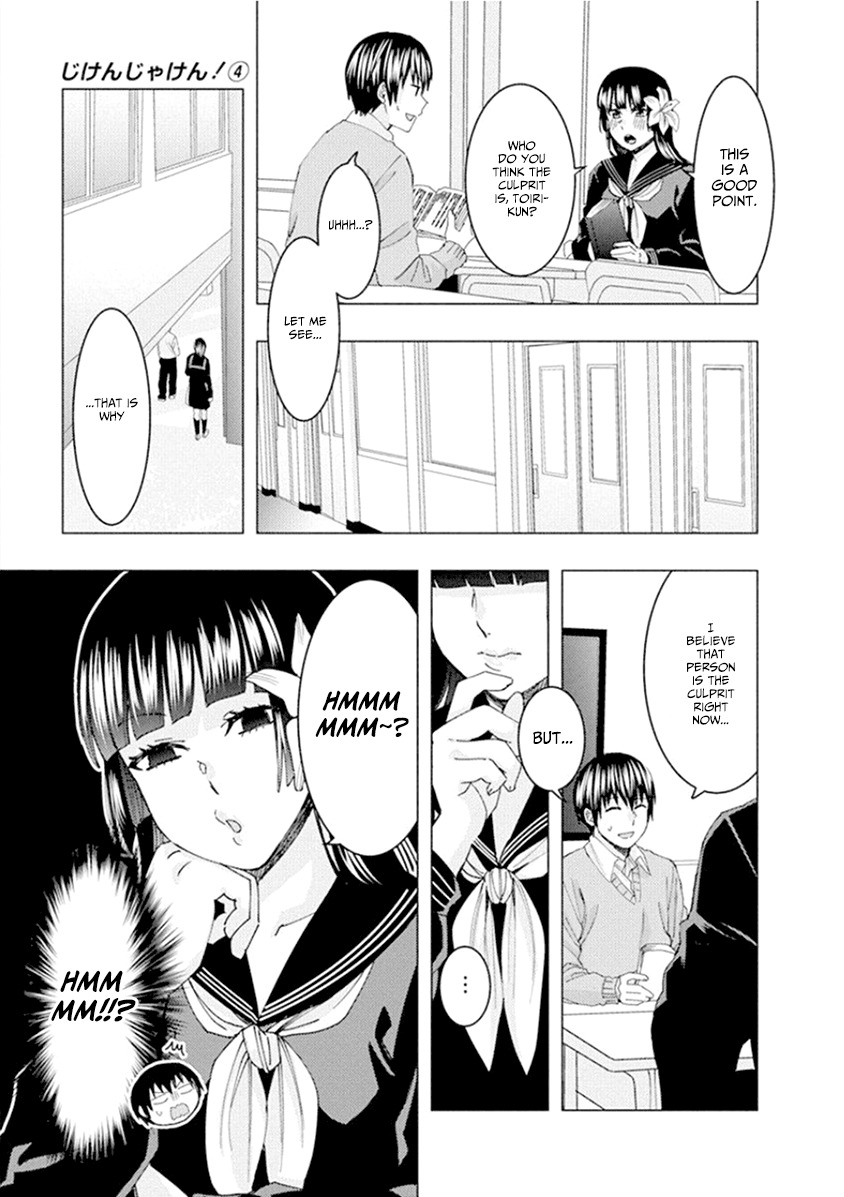 じけんじゃけん!④
THIS
IS A
GOOD
POINT.
WHO
DO YOU
THINK THE
CULPRIT
IS, TOIRI-
KUN?
UHHH...?
LET ME
SEE...
...THAT IS
WHY
I
BELIEVE
THAT
PERSON
IS THE
CULPRIT
RIGHT
NOW...
BUT...
...
HMMM
MMM~?
HMM
MM!!?